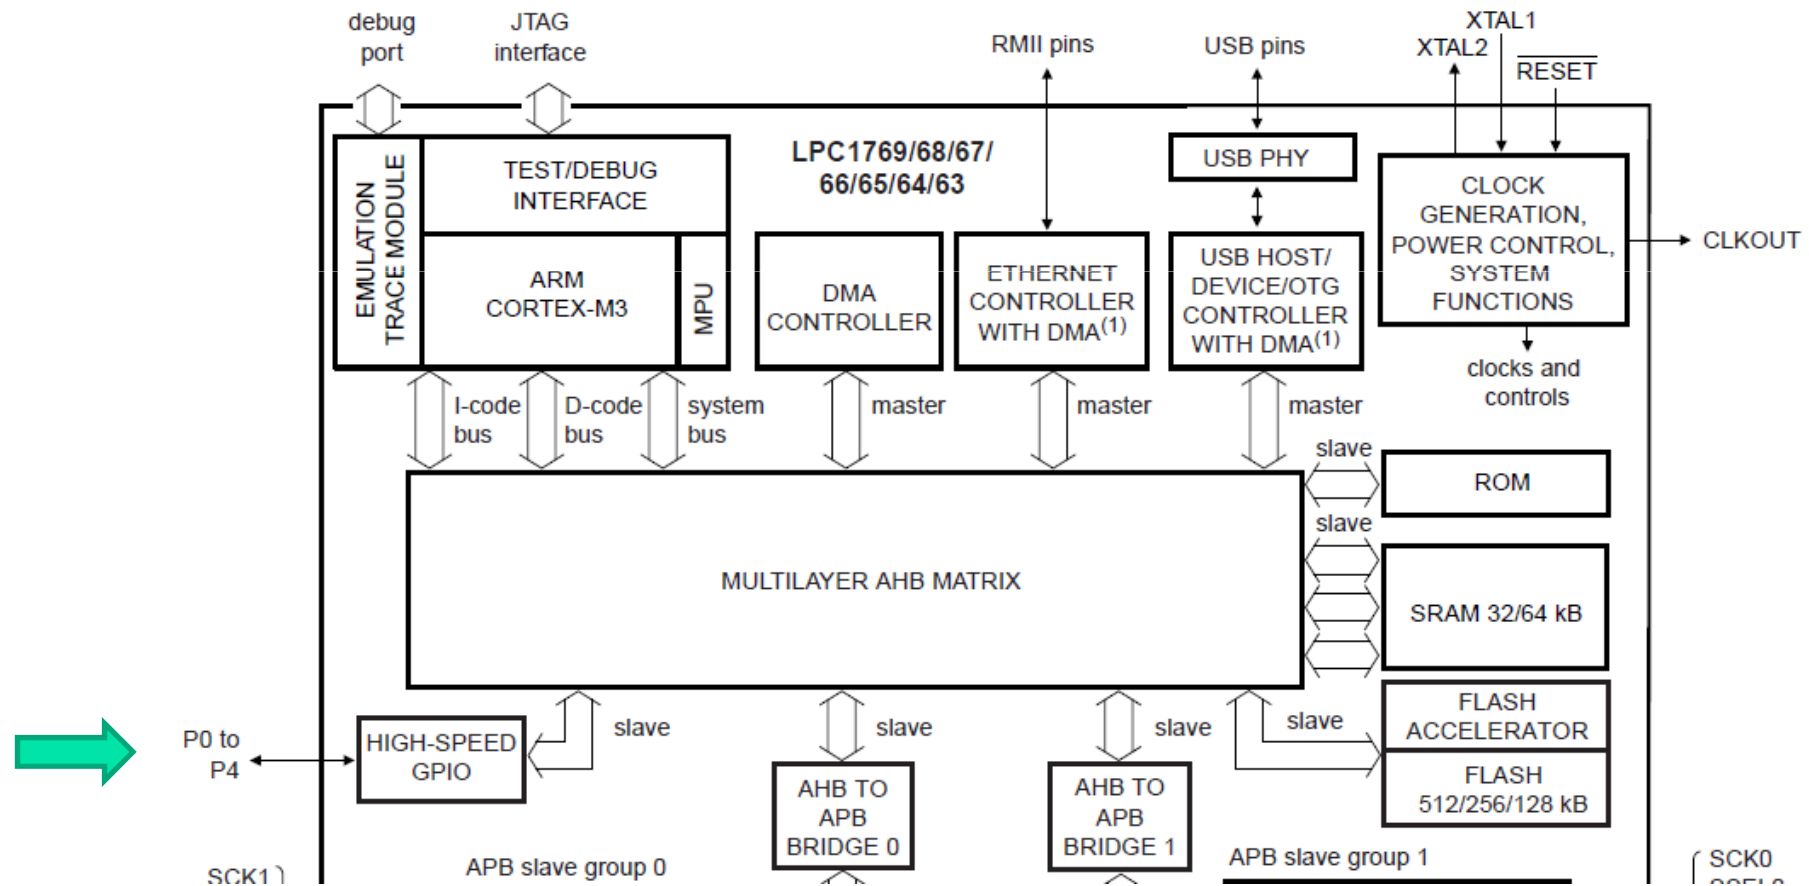 debug
port
JTAG
interface
RMII pins
USB pins
XTAL1
XTAL2
RESET
LPC1769/68/67/
66/65/64/63
EMULATION
TRACE MODULE
TEST/DEBUG
INTERFACE
ARM
CORTEX-M3
MPU
DMA
CONTROLLER
ETHERNET
CONTROLLER
WITH DMA(1)
USB PHY
USB HOST/
DEVICE/OTG
CONTROLLER
WITH DMA(1)
CLOCK
GENERATION,
POWER CONTROL,
SYSTEM
FUNCTIONS
CLKOUT
clocks and
controls
I-code
bus
D-code
bus
system
bus
master
master
master
slave
ROM
slave
MULTILAYER AHB MATRIX
SRAM 32/64 kB
P0 to
P4
HIGH-SPEED
GPIO
slave
slave
slave
slave
FLASH
ACCELERATOR
FLASH
512/256/128 kB
AHB TO
APB
BRIDGE 0
AHB TO
APB
BRIDGE 1
SCK1
APB slave group 0
APB slave group 1
SCK0